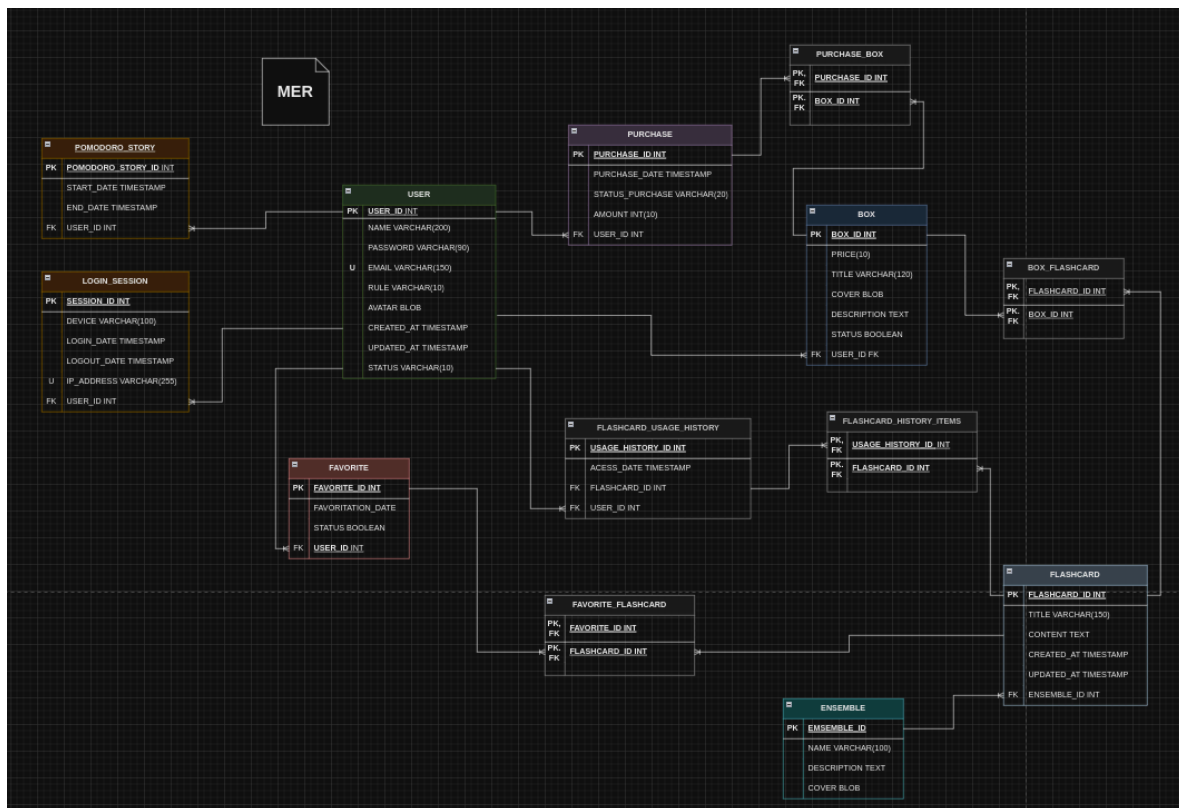 MER
PURCHASE_BOX
PK, FK PURCHASE_ID INT
PK. FK BOX_ID INT
POMODORO_STORY
PK POMODORO_STORY_ID INT
START_DATE TIMESTAMP
END_DATE TIMESTAMP
FK USER_ID INT
USER
PK USER_ID INT
NAME VARCHAR(200)
PASSWORD VARCHAR(90)
U EMAIL VARCHAR(150)
RULE VARCHAR(10)
AVATAR BLOB
CREATED_AT TIMESTAMP
UPDATED_AT TIMESTAMP
STATUS VARCHAR(10)
PURCHASE
PK PURCHASE_ID INT
PURCHASE_DATE TIMESTAMP
STATUS_PURCHASE VARCHAR(20)
AMOUNT INT(10)
FK USER_ID INT
BOX
PK BOX_ID INT
PRICE(10)
TITLE VARCHAR(120)
COVER BLOB
DESCRIPTION TEXT
STATUS BOOLEAN
FK USER_ID FK
BOX_FLASHCARD
PK, FK FLASHCARD_ID INT
PK. FK BOX_ID INT
LOGIN_SESSION
PK SESSION_ID INT
DEVICE VARCHAR(100)
LOGIN_DATE TIMESTAMP
LOGOUT_DATE TIMESTAMP
U IP_ADDRESS VARCHAR(255)
FK USER_ID INT
FLASHCARD_USAGE_HISTORY
PK USAGE_HISTORY_ID INT
ACESS_DATE TIMESTAMP
FK FLASHCARD_ID INT
FK USER_ID INT
FLASHCARD_HISTORY_ITEMS
PK, FK USAGE_HISTORY_ID INT
PK. FK FLASHCARD_ID INT
FAVORITE
PK FAVORITE_ID INT
FAVORITATION_DATE
STATUS BOOLEAN
FK USER_ID INT
FAVORITE_FLASHCARD
PK, FK FAVORITE_ID INT
PK. FK FLASHCARD_ID INT
FLASHCARD
PK FLASHCARD_ID INT
TITLE VARCHAR(150)
CONTENT TEXT
CREATED_AT TIMESTAMP
UPDATED_AT TIMESTAMP
FK ENSEMBLE_ID INT
ENSEMBLE
PK EMSEMBLE_ID
NAME VARCHAR(100)
DESCRIPTION TEXT
COVER BLOB